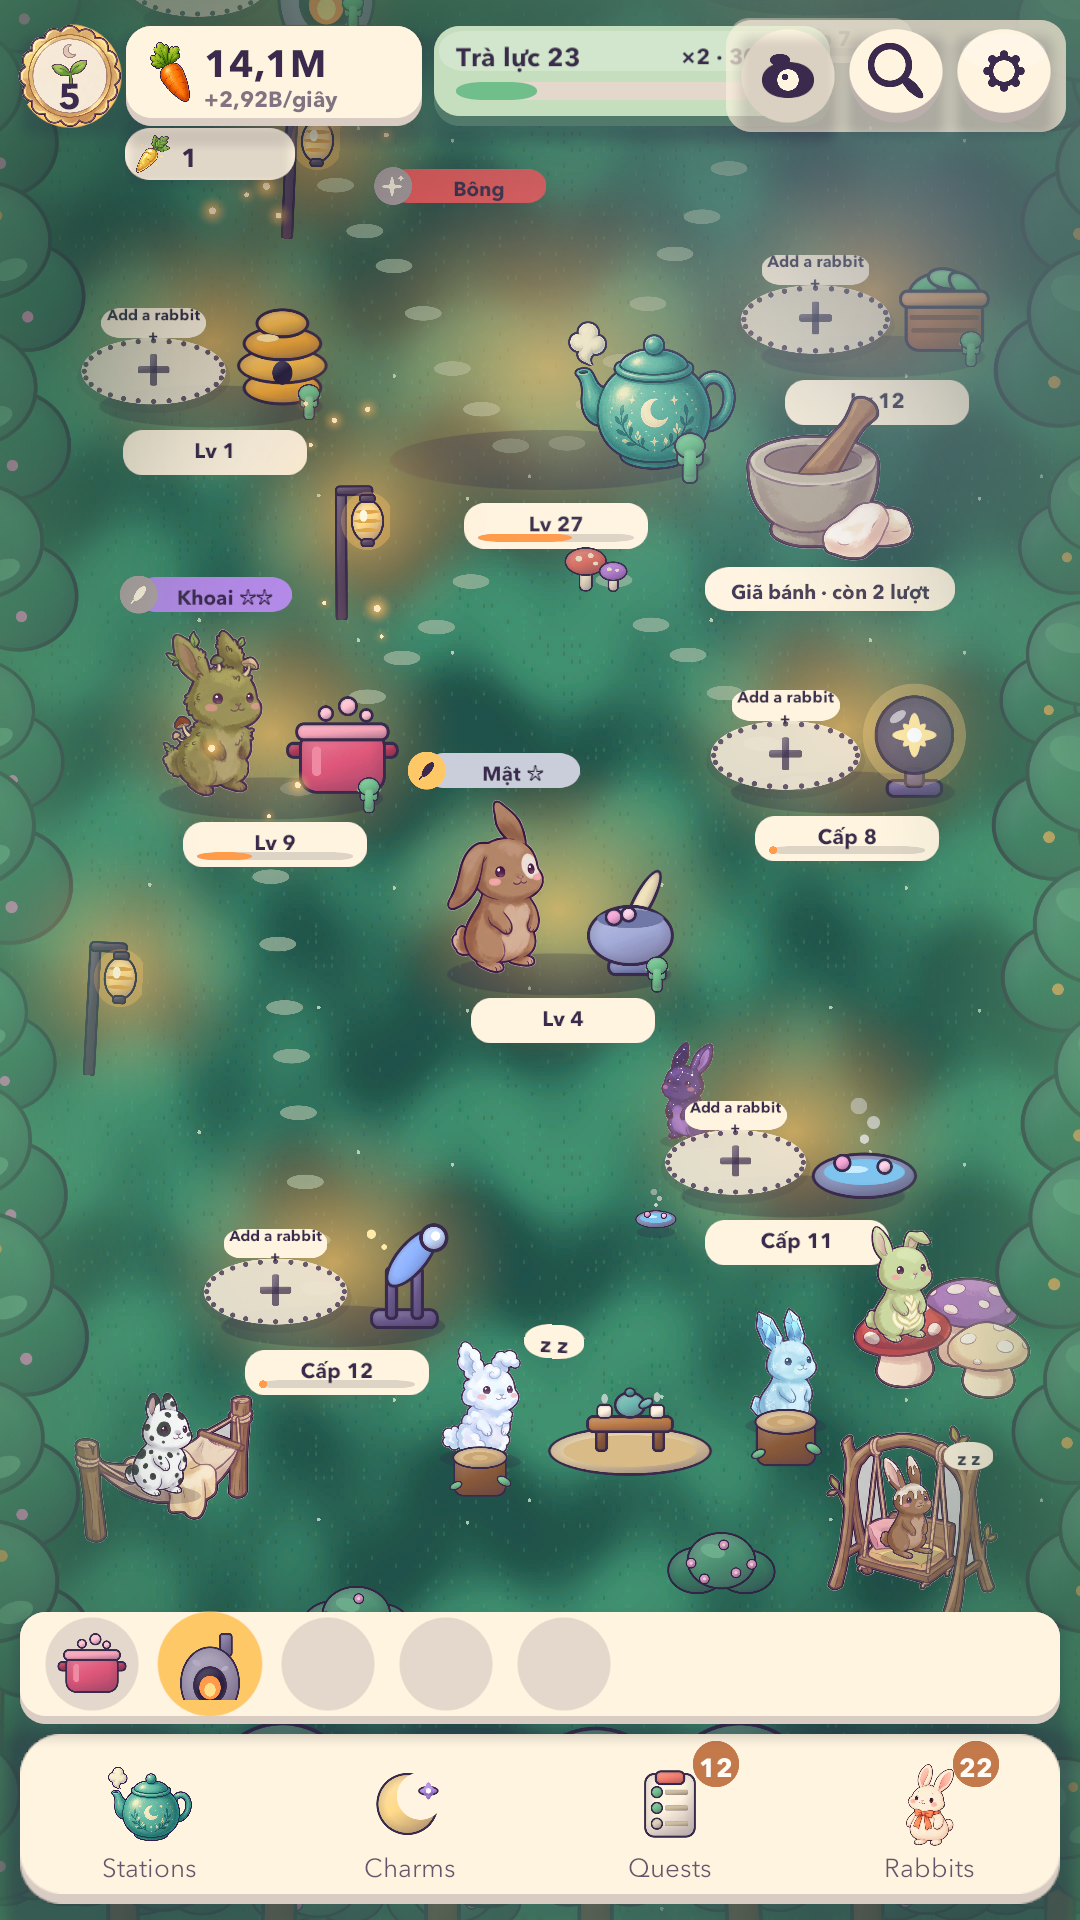 5
14,1M
+2,92B/giây
Trà lực 23
×2 · 3
1
Bông
Add a rabbit
+
Add a rabbit
+
12
Lv 1
Lv 27
Giã bánh · còn 2 lượt
Khoai ☆☆
Add a rabbit
+
Mật ☆
Lv 9
Cấp 8
Lv 4
Add a rabbit
+
Cấp 11
Add a rabbit
+
z z
Cấp 12
z z
12
22
Stations
Charms
Quests
Rabbits